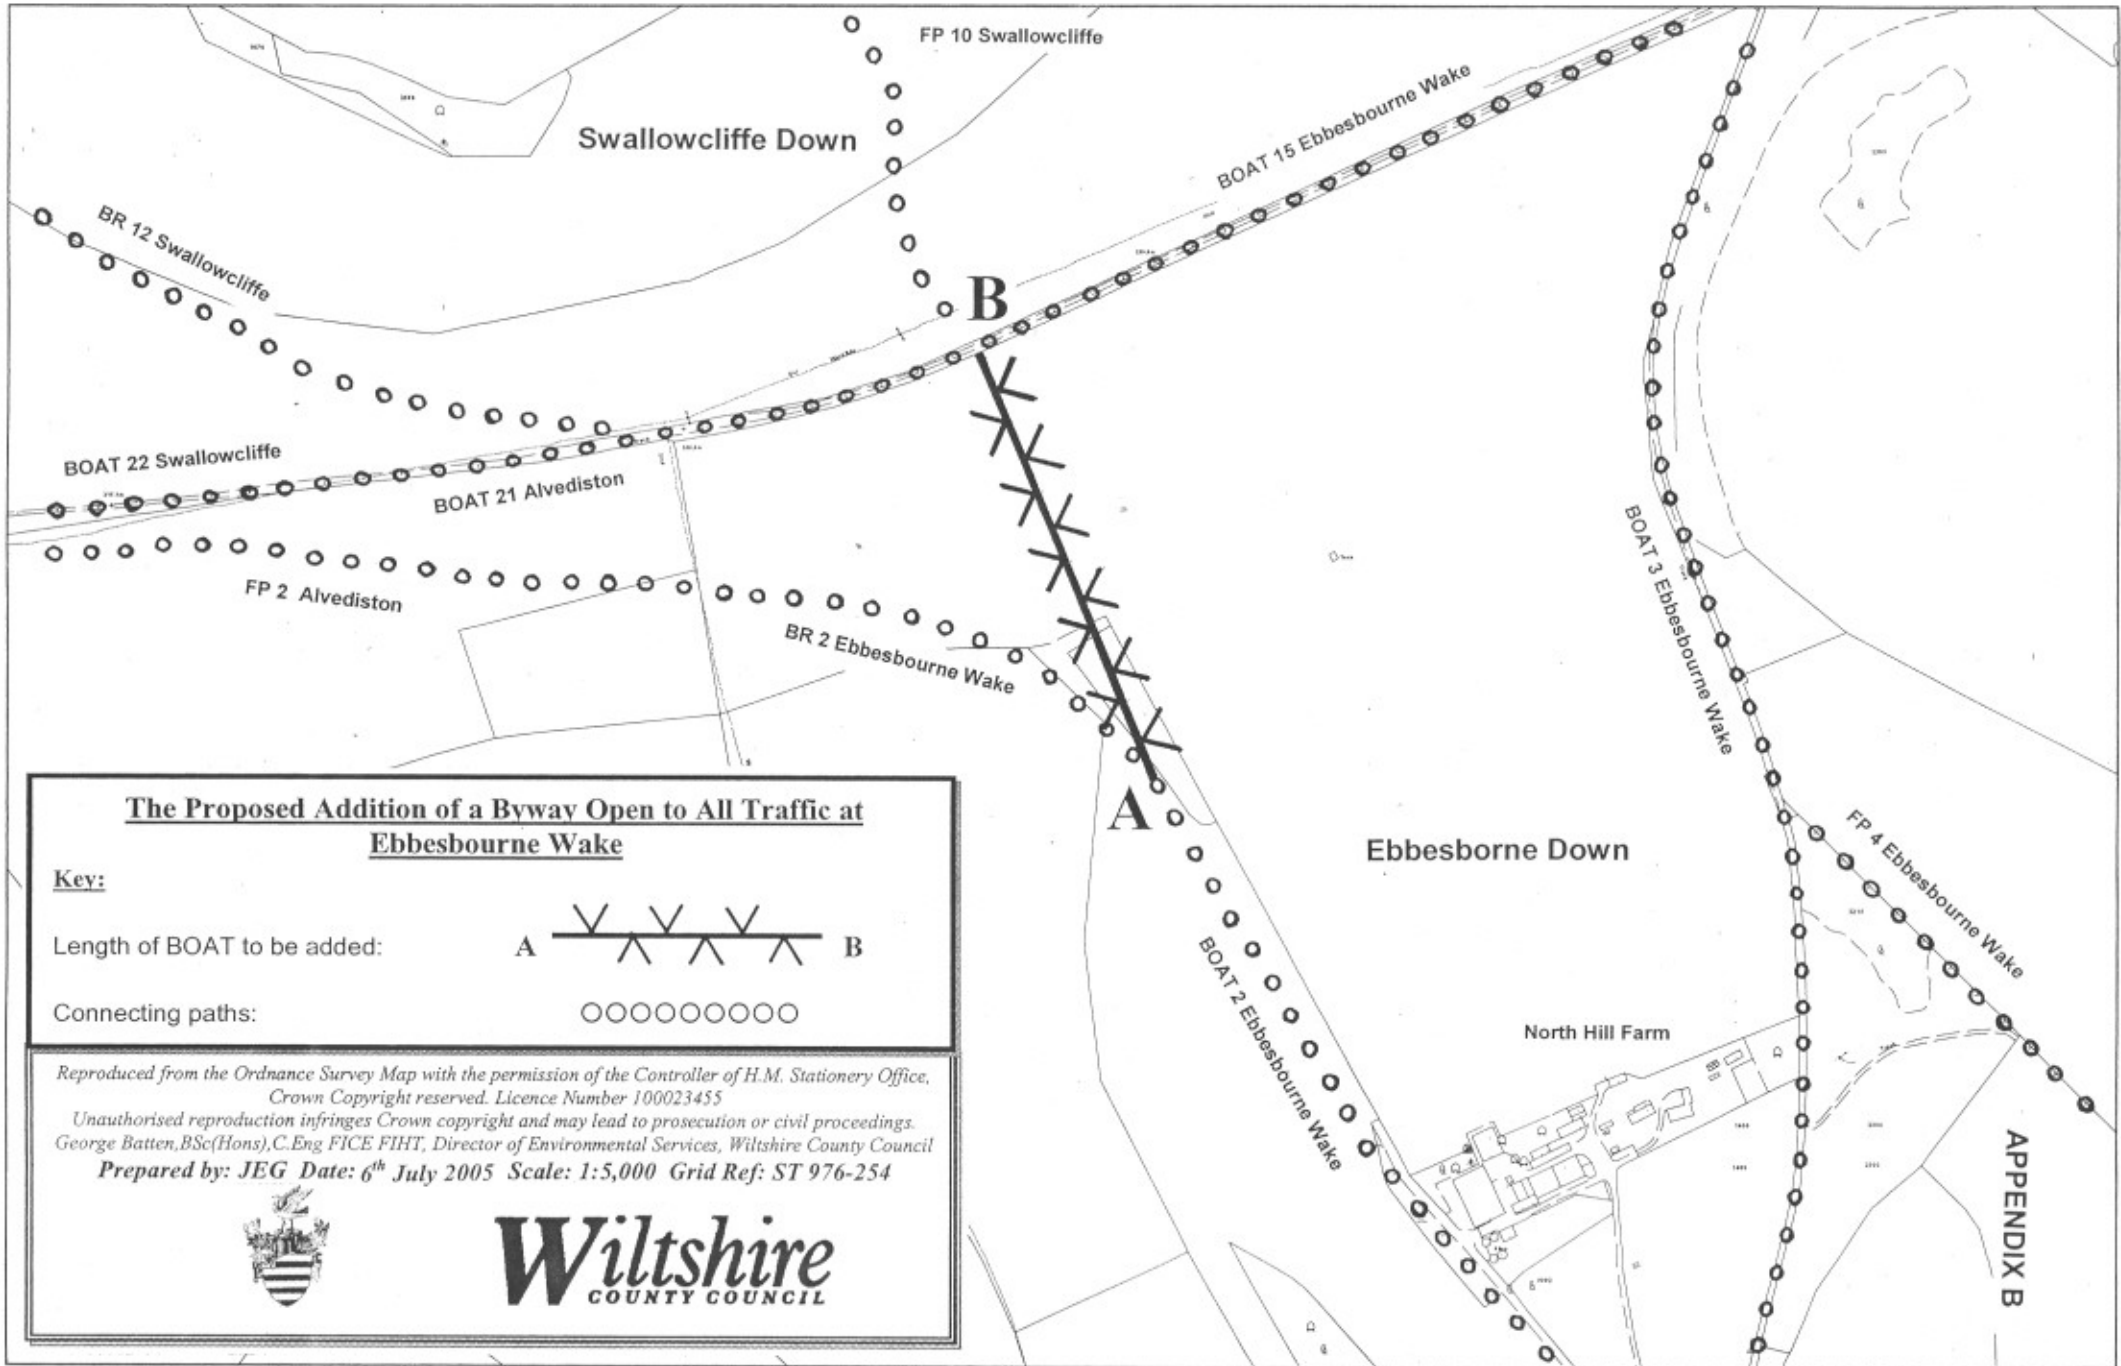 FP 10 Swallowcliffe
Swallowcliffe Down
BOAT 15 Ebbesbourne Wake
BR 12 Swallowcliffe
B
BOAT 22 Swallowcliffe
BOAT 21 Alvediston
FP 2 Alvediston
BR 2 Ebbesbourne Wake
BOAT 3 Ebbesbourne Wake
A
Ebbesborne Down
FP 4 Ebbesbourne Wake
BOAT 2 Ebbesbourne Wake
North Hill Farm
APPENDIX B
The Proposed Addition of a Byway Open to All Traffic at
Ebbesbourne Wake
Key:
Length of BOAT to be added: A B
Connecting paths:
Reproduced from the Ordnance Survey Map with the permission of the Controller of H.M. Stationery Office,
Crown Copyright reserved. Licence Number 100023455
Unauthorised reproduction infringes Crown copyright and may lead to prosecution or civil proceedings.
George Batten,BSc(Hons),C.Eng FICE FIHT, Director of Environmental Services, Wiltshire County Council
Prepared by: JEG Date: 6th July 2005 Scale: 1:5,000 Grid Ref: ST 976-254
Wiltshire
COUNTY COUNCIL